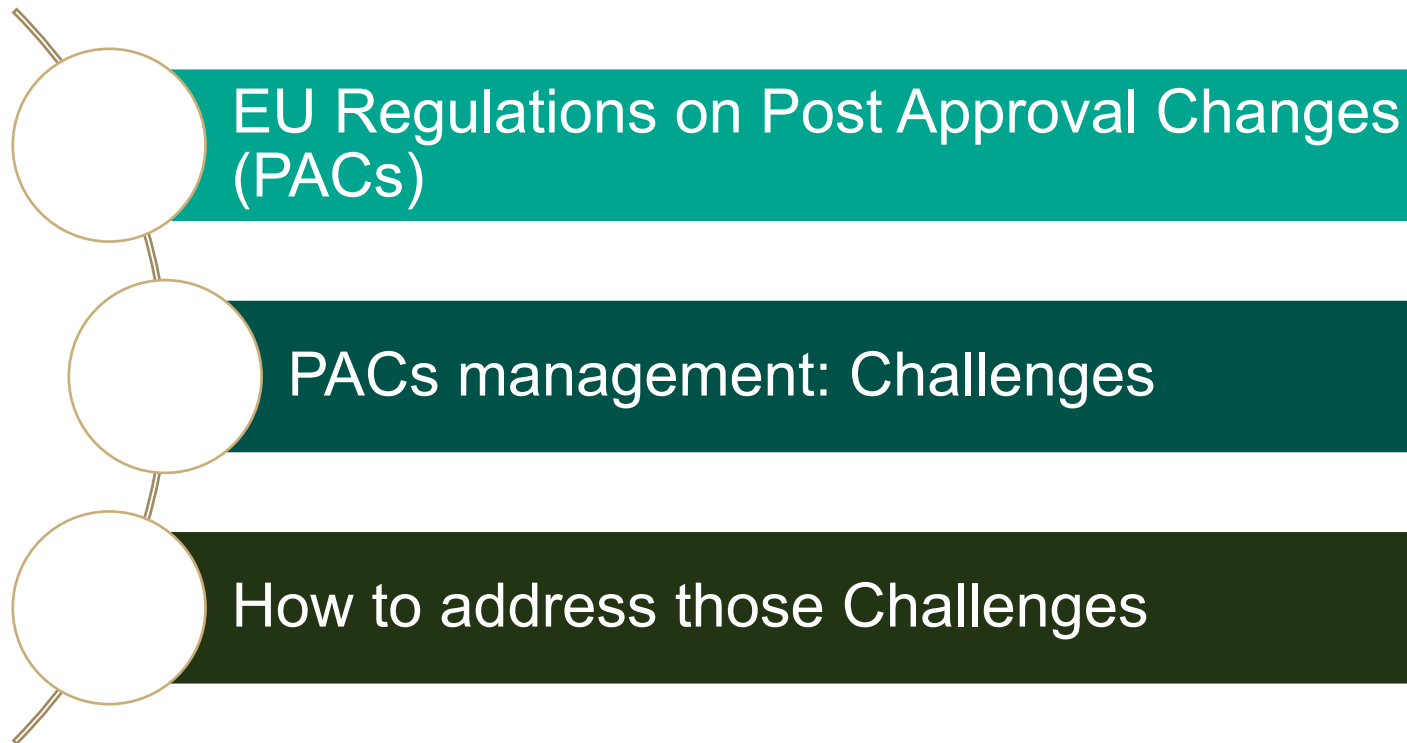 EU Regulations on Post Approval Changes
(PACs)
PACs management: Challenges
How to address those Challenges